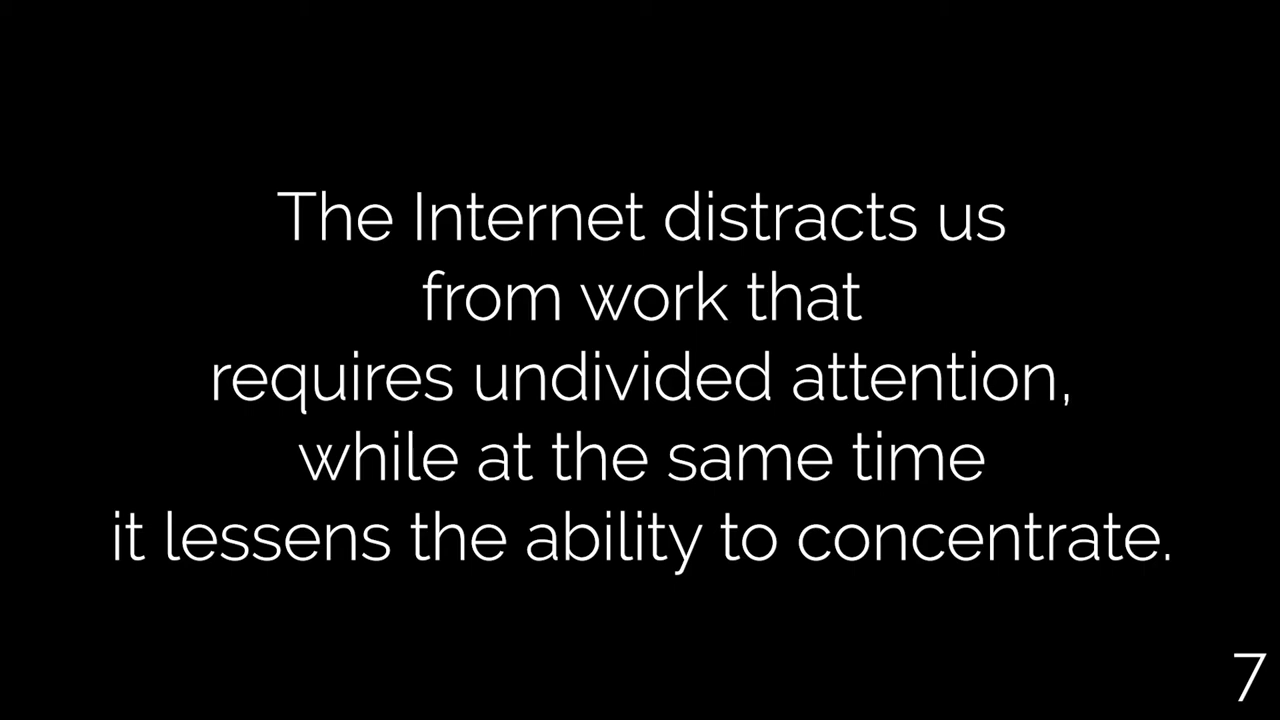 The Internet distracts us
from work that
requires undivided attention,
while at the same time
it lessens the ability to concentrate.
7